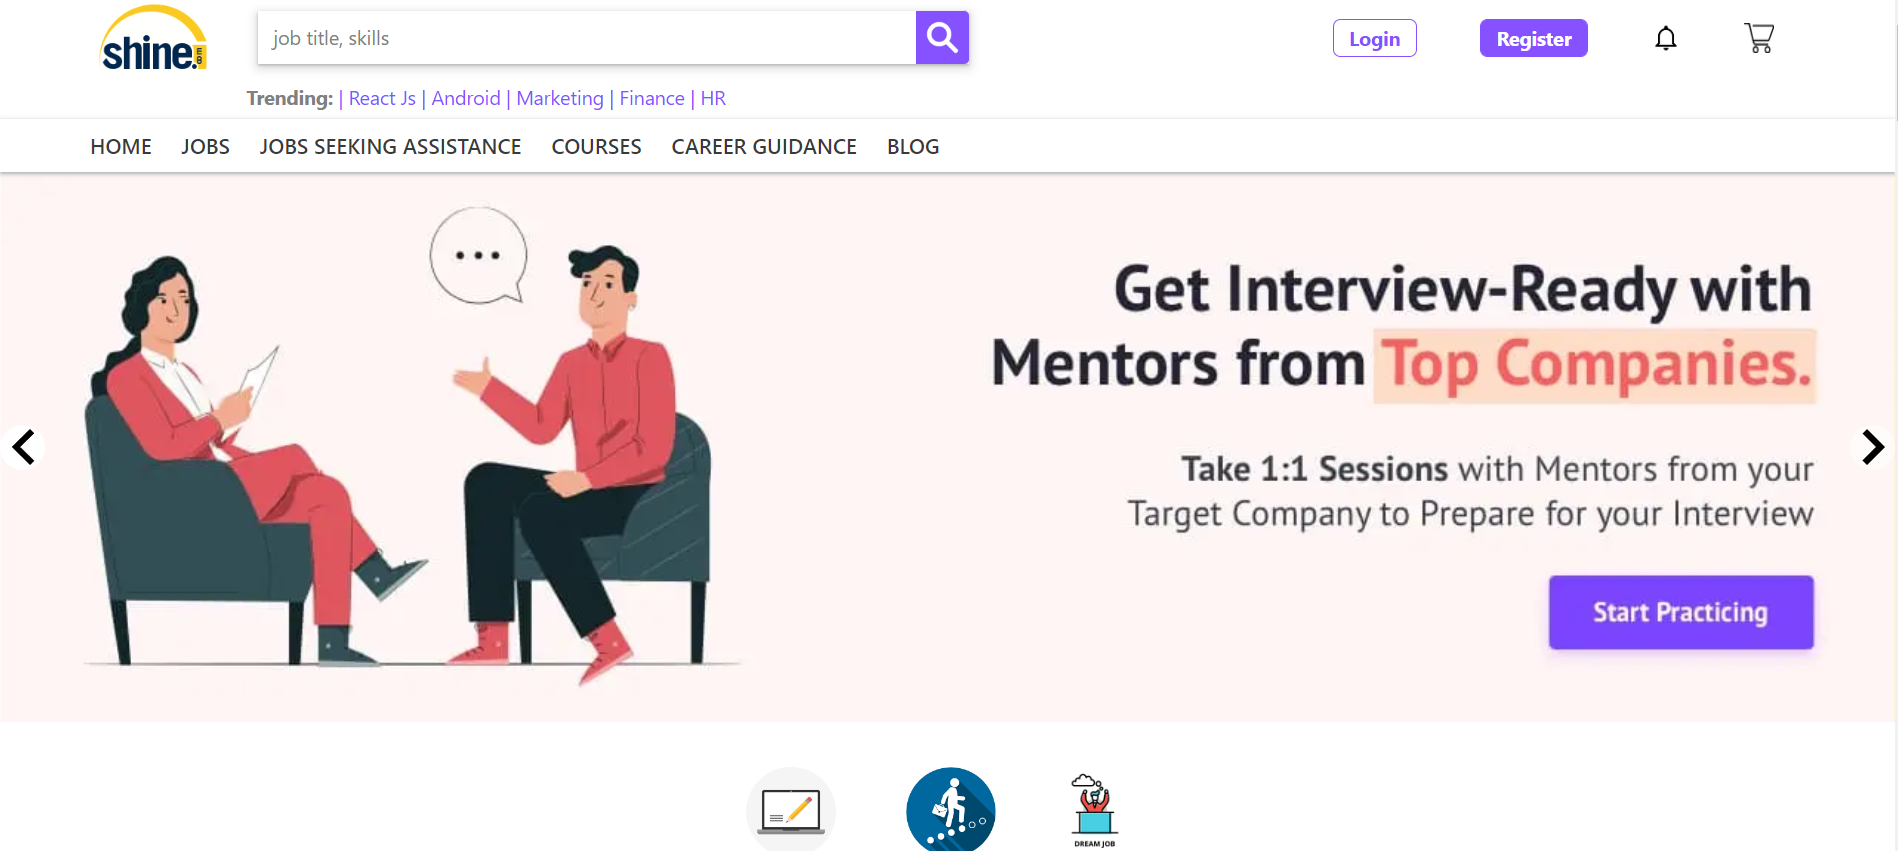 shine.com
job title, skills
Login
Register
Trending: | React Js | Android | Marketing | Finance | HR
HOME JOBS JOBS SEEKING ASSISTANCE COURSES CAREER GUIDANCE BLOG
Get Interview-Ready with
Mentors from Top Companies.
Take 1:1 Sessions with Mentors from your
Target Company to Prepare for your Interview
Start Practicing
DREAM JOB